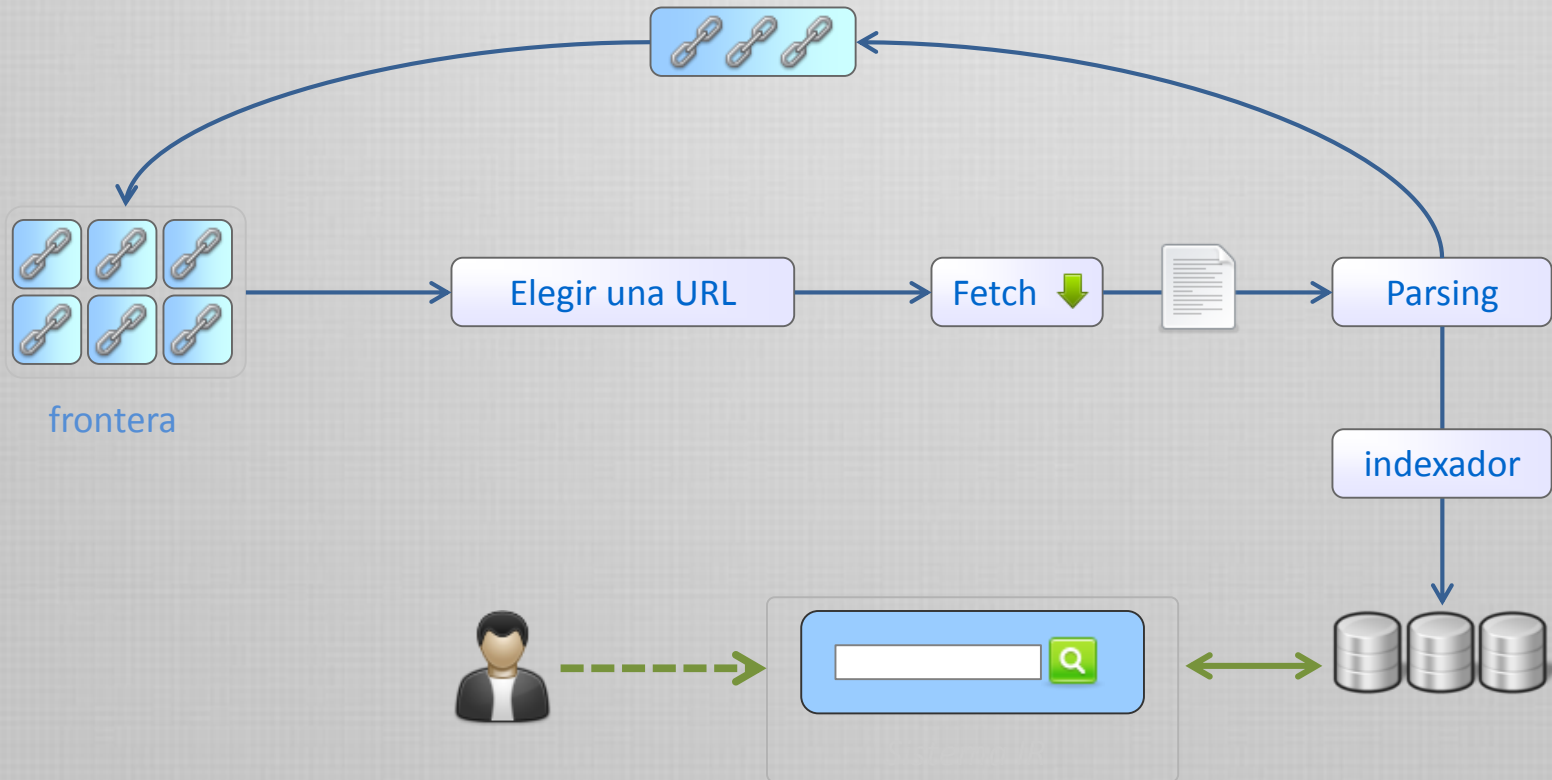 Elegir una URL
Fetch
Parsing
frontera
indexador